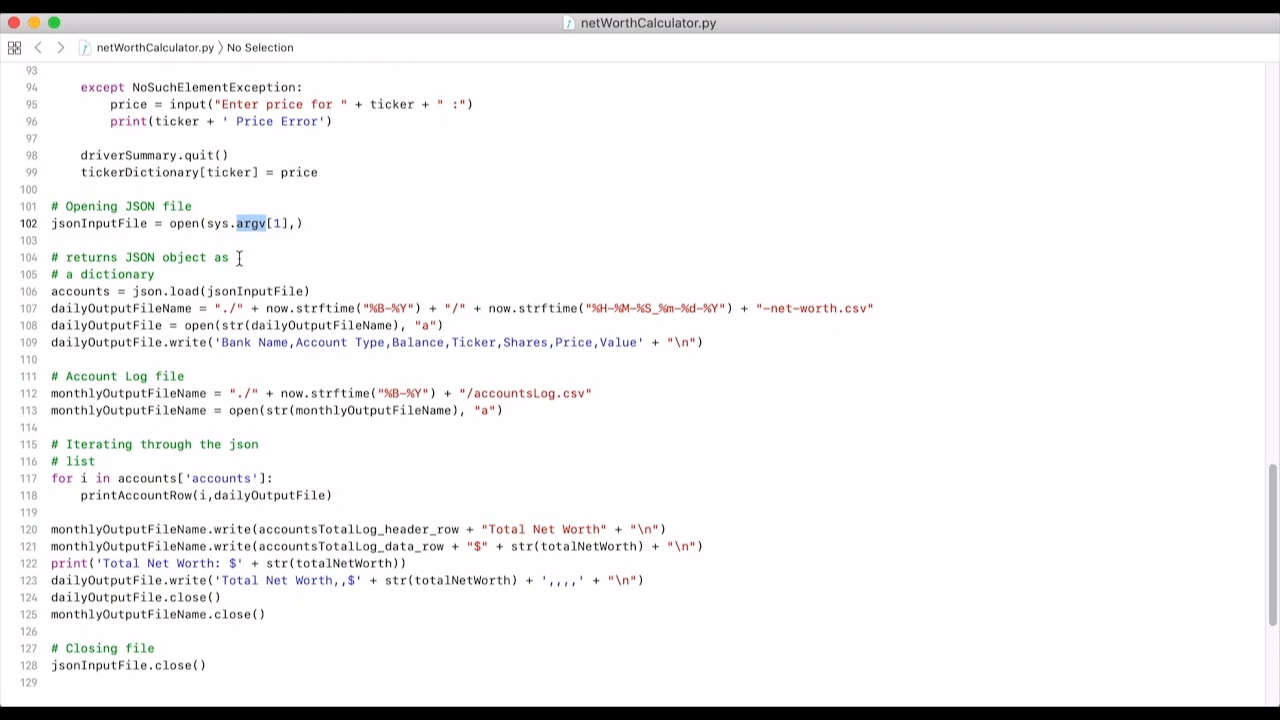 netWorthCalculator.py
netWorthCalculator.py 〉 No Selection
93
94 except NoSuchElementException:
95 price = input("Enter price for " + ticker + " :")
96 print(ticker + ' Price Error')
97
98 driverSummary.quit()
99 tickerDictionary[ticker] = price
100
101 # Opening JSON file
102 jsonInputFile = open(sys.argv[1],)
103
104 # returns JSON object as
105 # a dictionary
106 accounts = json.load(jsonInputFile)
107 dailyOutputFileName = "./" + now.strftime("%B-%Y") + "/" + now.strftime("%H-%M-%S_%m-%d-%Y") + "-net-worth.csv"
108 dailyOutputFile = open(str(dailyOutputFileName), "a")
109 dailyOutputFile.write('Bank Name,Account Type,Balance,Ticker,Shares,Price,Value' + "\n")
110
111 # Account Log file
112 monthlyOutputFileName = "./" + now.strftime("%B-%Y") + "/accountsLog.csv"
113 monthlyOutputFileName = open(str(monthlyOutputFileName), "a")
114
115 # Iterating through the json
116 # list
117 for i in accounts['accounts']:
118 printAccountRow(i,dailyOutputFile)
119
120 monthlyOutputFileName.write(accountsTotalLog_header_row + "Total Net Worth" + "\n")
121 monthlyOutputFileName.write(accountsTotalLog_data_row + "$" + str(totalNetWorth) + "\n")
122 print('Total Net Worth: $' + str(totalNetWorth))
123 dailyOutputFile.write('Total Net Worth,,$' + str(totalNetWorth) + ',,,,' + "\n")
124 dailyOutputFile.close()
125 monthlyOutputFileName.close()
126
127 # Closing file
128 jsonInputFile.close()
129